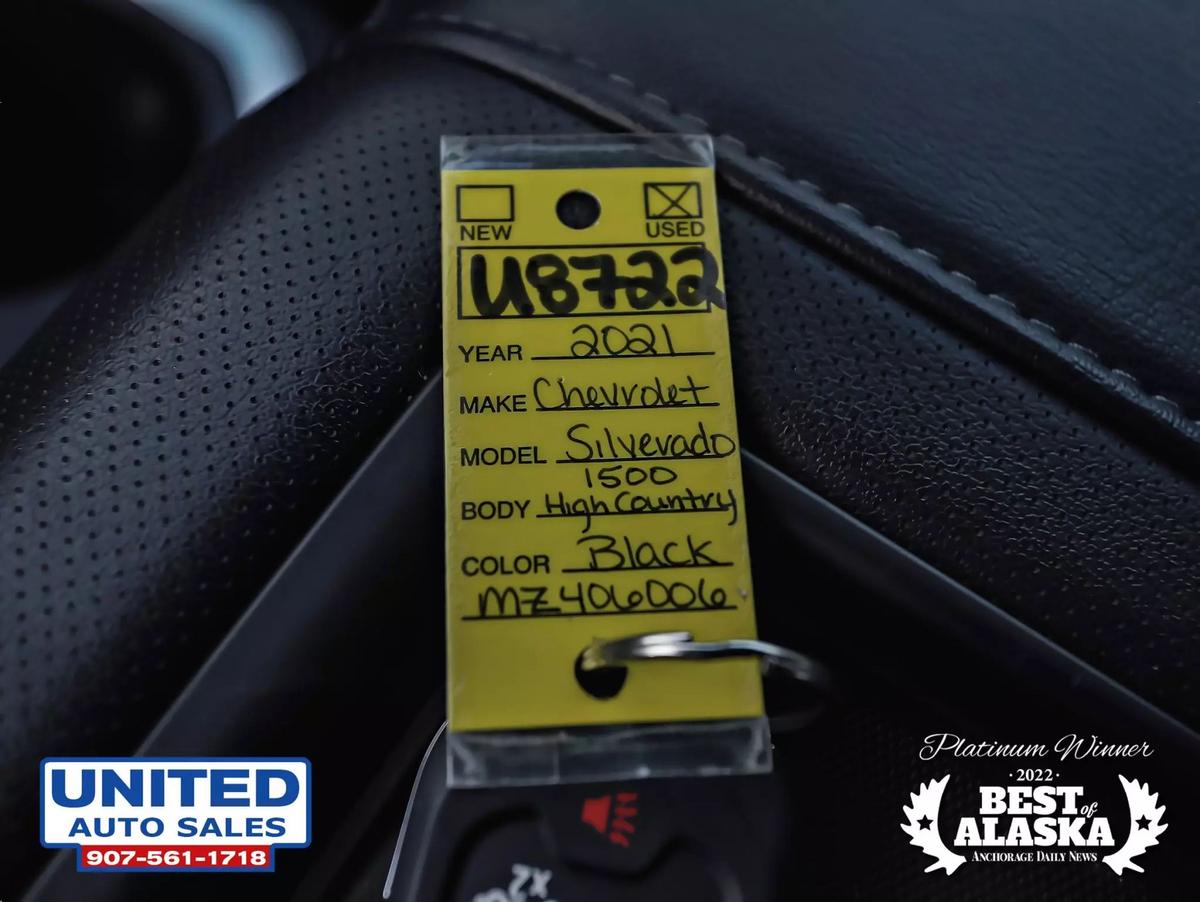 NEW USED
U8722
YEAR 2021
MAKE Chevrolet
MODEL Silverado
1500
BODY High Country
COLOR Black
MZ406006
x2
UNITED
AUTO SALES
907-561-1718
Platinum Winner
·2022·
BEST of
ALASKA
ANCHORAGE DAILY NEWS